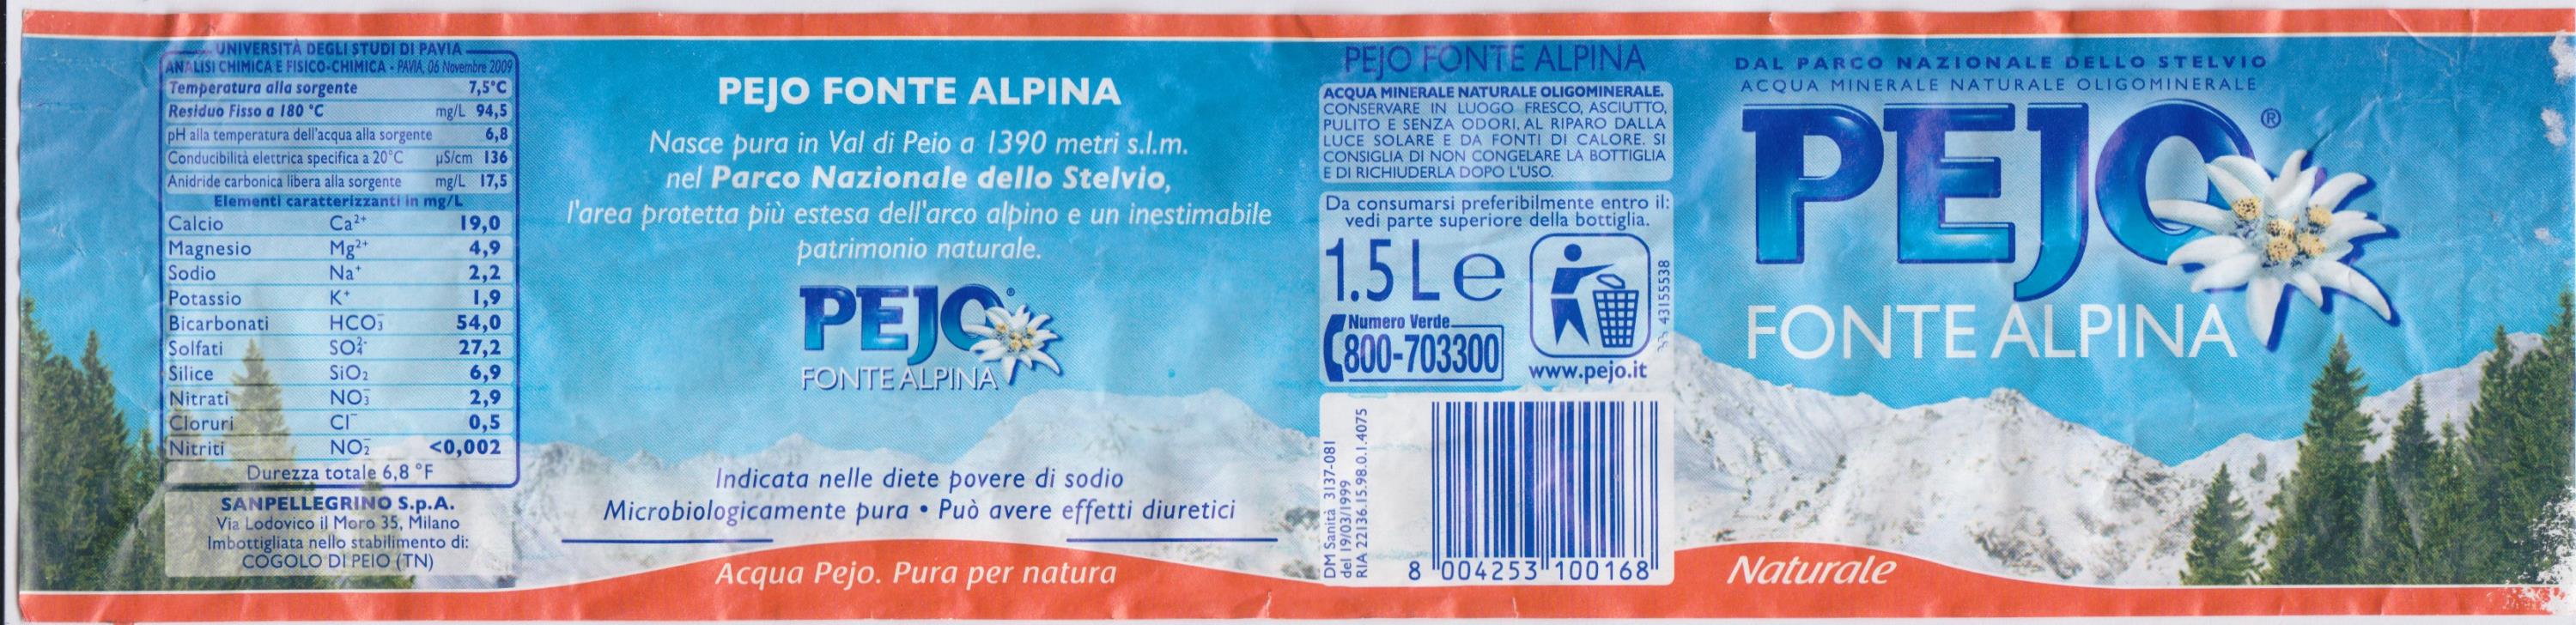 UNIVERSITÀ DEGLI STUDI DI PAVIA
ANALISI CHIMICA E FISICO-CHIMICA - PAVIA, 06 Novembre 2009
Temperatura alla sorgente 7,5°C
Residuo Fisso a 180 °C mg/L 94,5
pH alla temperatura dell'acqua alla sorgente 6,8
Conducibilità elettrica specifica a 20°C µS/cm 136
Anidride carbonica libera alla sorgente mg/L 17,5
Elementi caratterizzanti in mg/L
Calcio Ca²⁺ 19,0
Magnesio Mg²⁺ 4,9
Sodio Na⁺ 2,2
Potassio K⁺ 1,9
Bicarbonati HCO₃⁻ 54,0
Solfati SO₄²⁻ 27,2
Silice SiO₂ 6,9
Nitrati NO₃⁻ 2,9
Cloruri Cl⁻ 0,5
Nitriti NO₂⁻ <0,002
Durezza totale 6,8 °F
SANPELLEGRINO S.p.A.
Via Lodovico il Moro 35, Milano
Imbottigliata nello stabilimento di:
COGOLO DI PEIO (TN)
PEJO FONTE ALPINA
Nasce pura in Val di Peio a 1390 metri s.l.m.
nel Parco Nazionale dello Stelvio,
l'area protetta più estesa dell'arco alpino e un inestimabile
patrimonio naturale.
PEJO®
FONTE ALPINA
Indicata nelle diete povere di sodio
Microbiologicamente pura • Può avere effetti diuretici
Acqua Pejo. Pura per natura
PEJO FONTE ALPINA
ACQUA MINERALE NATURALE OLIGOMINERALE.
CONSERVARE IN LUOGO FRESCO, ASCIUTTO,
PULITO E SENZA ODORI, AL RIPARO DALLA
LUCE SOLARE E DA FONTI DI CALORE. SI
CONSIGLIA DI NON CONGELARE LA BOTTIGLIA
E DI RICHIUDERLA DOPO L'USO.
Da consumarsi preferibilmente entro il:
vedi parte superiore della bottiglia.
1.5 L e
Numero Verde
800-703300
www.pejo.it
43155538
DM Sanità 3137-081
del 19/03/1999
RIA 22136.15.98.0.1.4075
8 004253 100168
DAL PARCO NAZIONALE DELLO STELVIO
ACQUA MINERALE NATURALE OLIGOMINERALE
PEJO®
FONTE ALPINA
Naturale